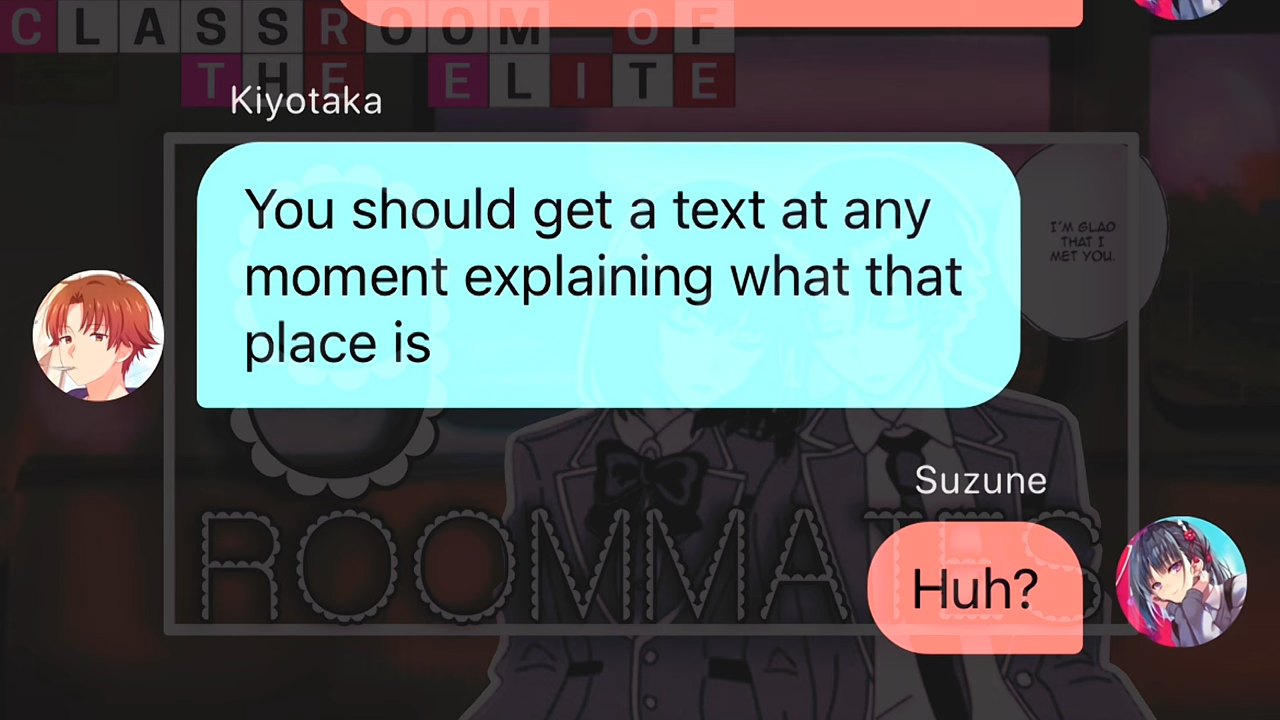 CLASSROOM OF
THE ELITE
Kiyotaka
You should get a text at any
moment explaining what that
place is
I'M GLAD
THAT I
MET YOU.
Suzune
Huh?
ROOMMATES